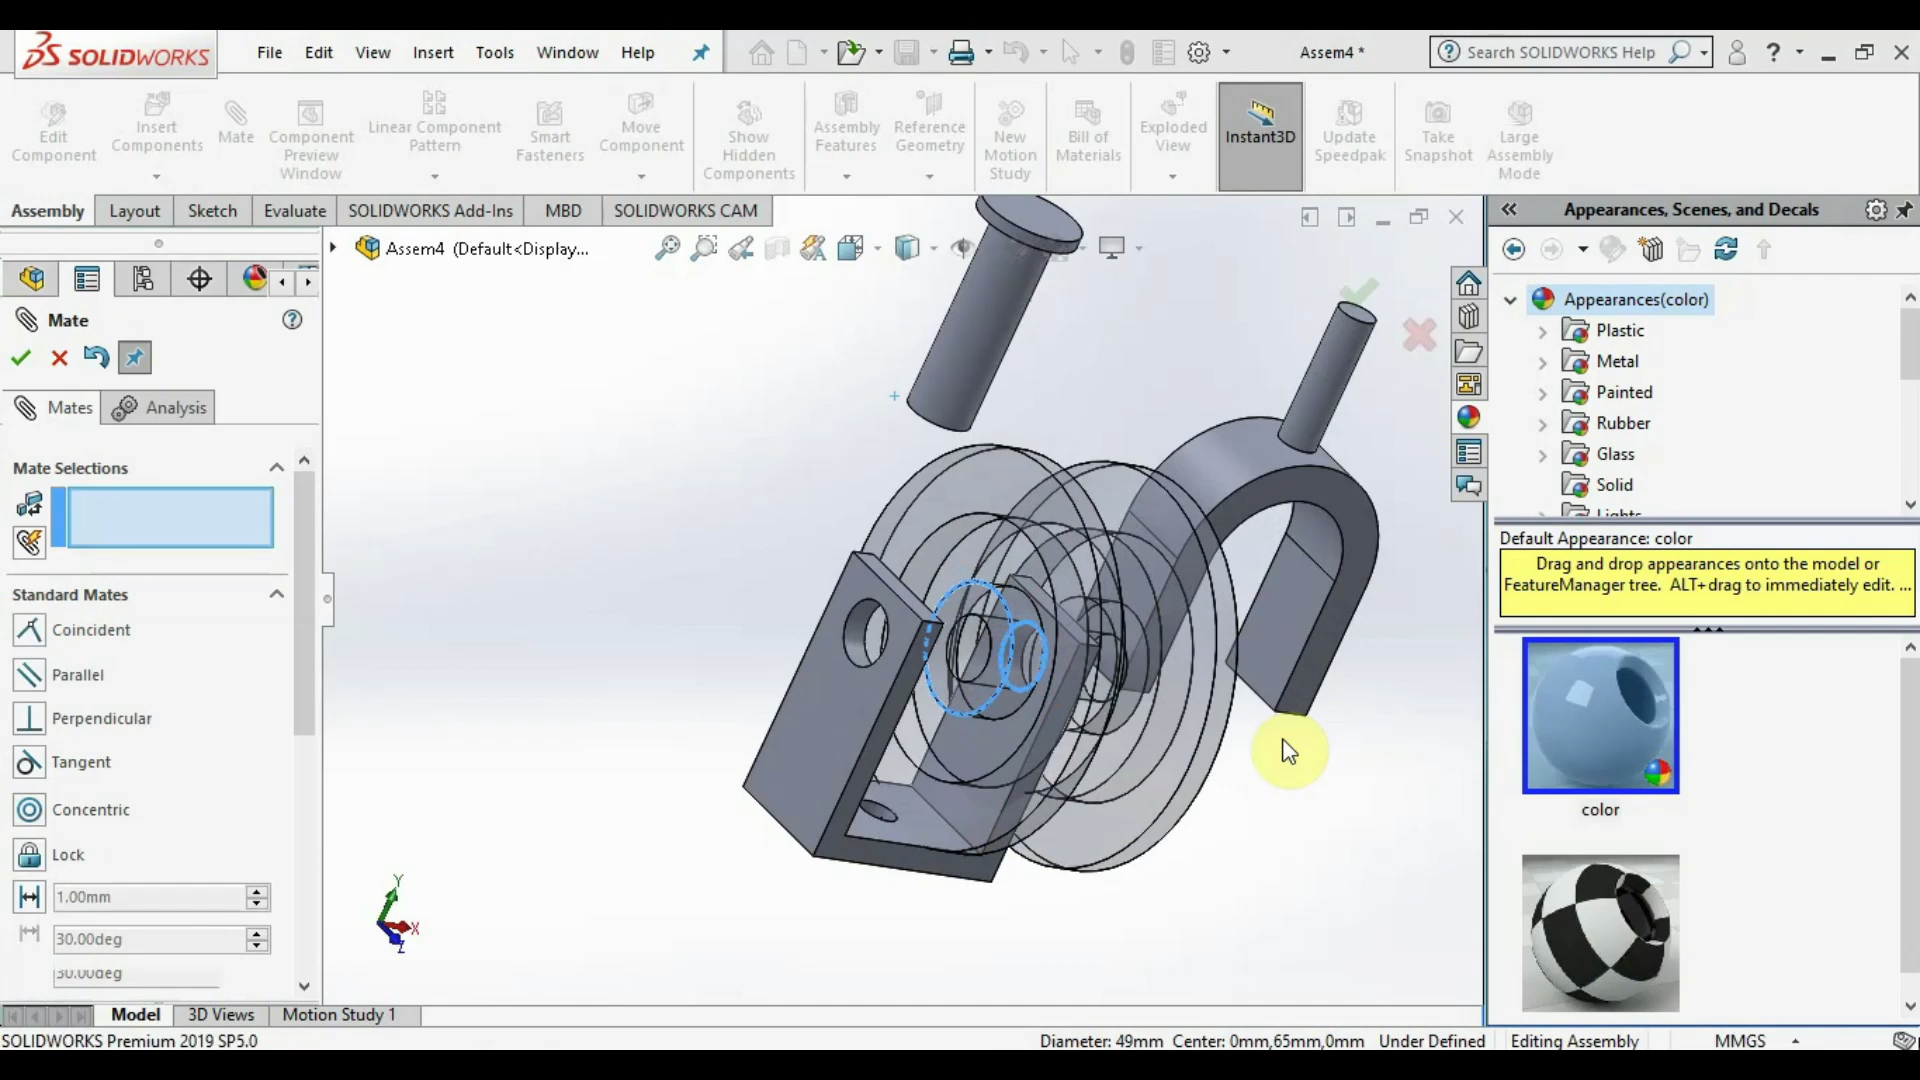 SOLIDWORKS
File Edit View Insert Tools Window Help
Assem4 *
Search SOLIDWORKS Help
Edit Component
Insert Components
Mate
Component Preview Window
Linear Component Pattern
Smart Fasteners
Move Component
Show Hidden Components
Assembly Features
Reference Geometry
New Motion Study
Bill of Materials
Exploded View
Instant3D
Update Speedpak
Take Snapshot
Large Assembly Mode
Assembly Layout Sketch Evaluate SOLIDWORKS Add-Ins MBD SOLIDWORKS CAM
Appearances, Scenes, and Decals
Assem4 (Default<Display...
Mate
Mates Analysis
Mate Selections
Standard Mates
Coincident
Parallel
Perpendicular
Tangent
Concentric
Lock
1.00mm
30.00deg
30.00deg
Y
X
Z
Appearances(color)
Plastic
Metal
Painted
Rubber
Glass
Solid
Lights
Default Appearance: color
Drag and drop appearances onto the model or
FeatureManager tree. ALT+drag to immediately edit. ...
color
Model 3D Views Motion Study 1
SOLIDWORKS Premium 2019 SP5.0
Diameter: 49mm Center: 0mm,65mm,0mm Under Defined Editing Assembly MMGS